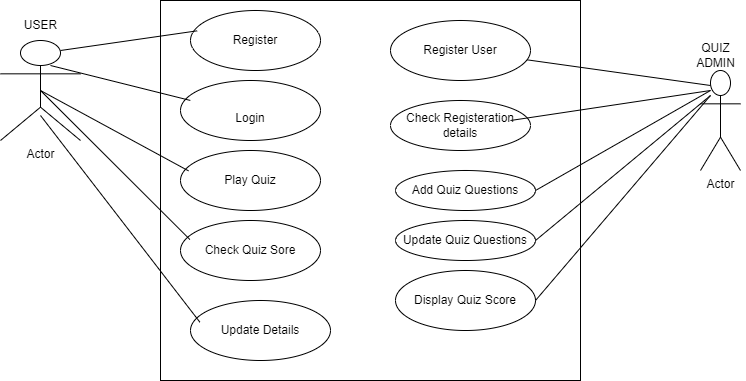 USER
Actor
Register
Login
Play Quiz
Check Quiz Sore
Update Details
Register User
Check Registeration
details
Add Quiz Questions
Update Quiz Questions
Display Quiz Score
QUIZ
ADMIN
Actor